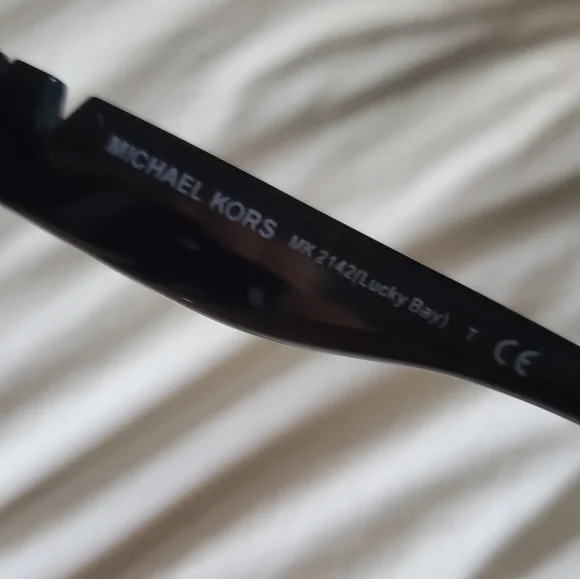 MICHAEL KORS MK 2142(Lucky Bay) T CE